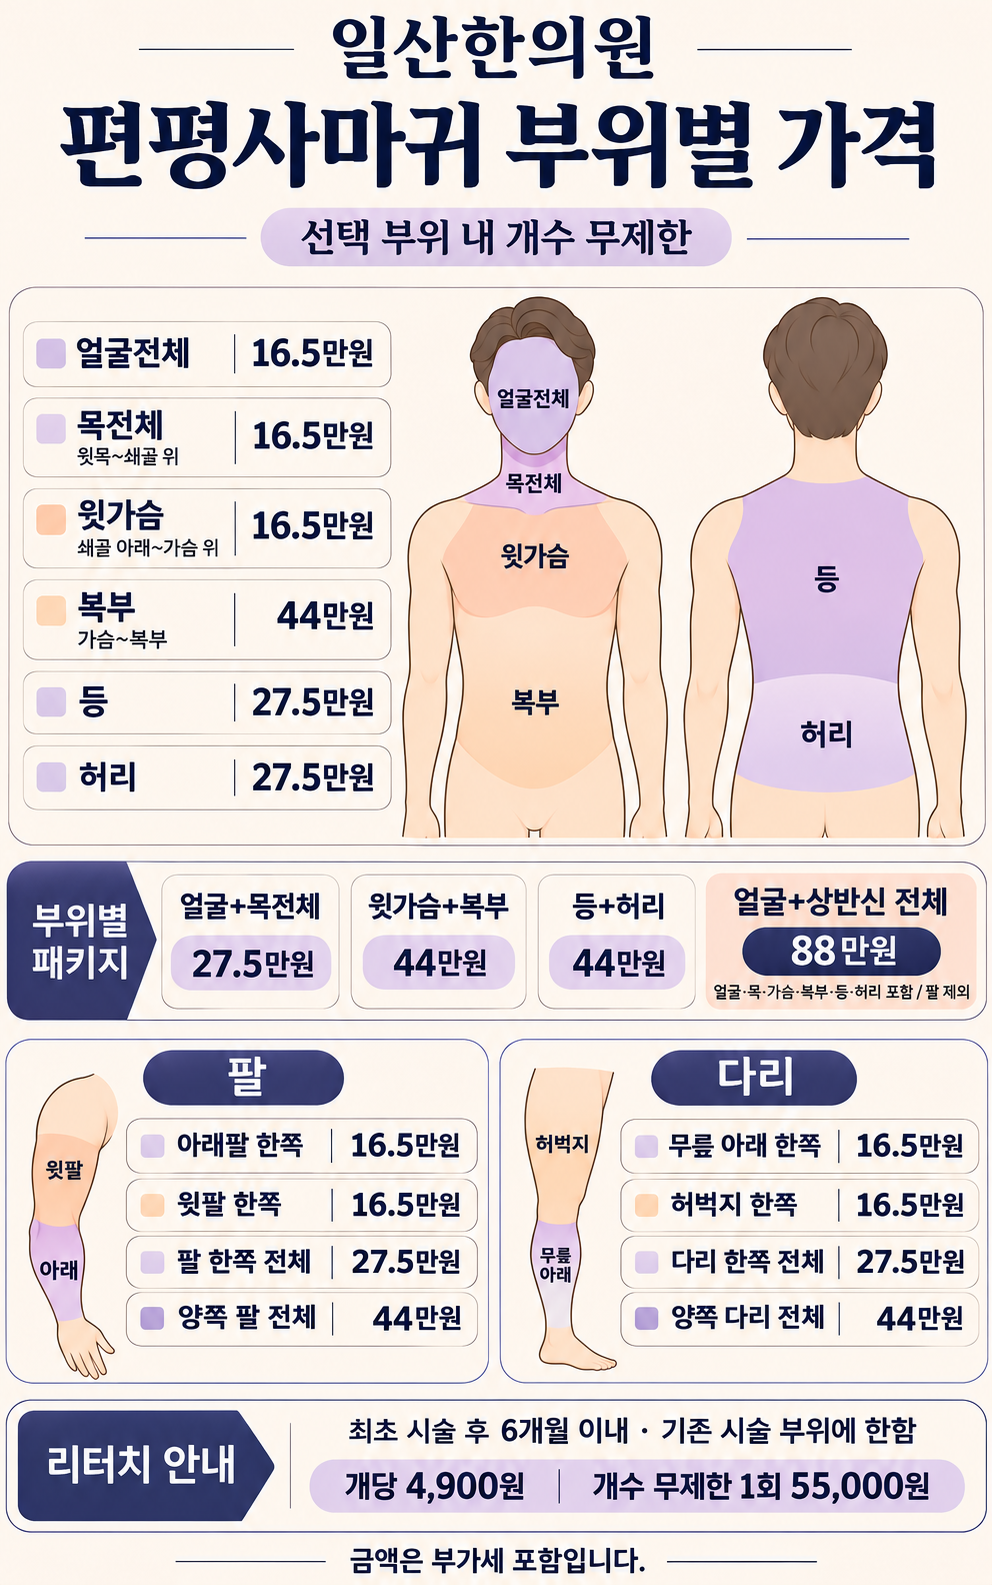 일산한의원
편평사마귀 부위별 가격
선택 부위 내 개수 무제한
얼굴전체 16.5만원
목전체 16.5만원
윗목~쇄골 위
윗가슴 16.5만원
쇄골 아래~가슴 위
복부 44만원
가슴~복부
등 27.5만원
허리 27.5만원
얼굴전체
목전체
윗가슴
복부
등
허리
부위별
패키지
얼굴+목전체
27.5만원
윗가슴+복부
44만원
등+허리
44만원
얼굴+상반신 전체
88만원
얼굴·목·가슴·복부·등·허리 포함 / 팔 제외
팔
윗팔
아래
아래팔 한쪽 16.5만원
윗팔 한쪽 16.5만원
팔 한쪽 전체 27.5만원
양쪽 팔 전체 44만원
다리
허벅지
무릎
아래
무릎 아래 한쪽 16.5만원
허벅지 한쪽 16.5만원
다리 한쪽 전체 27.5만원
양쪽 다리 전체 44만원
리터치 안내
최초 시술 후 6개월 이내 · 기존 시술 부위에 한함
개당 4,900원 개수 무제한 1회 55,000원
금액은 부가세 포함입니다.